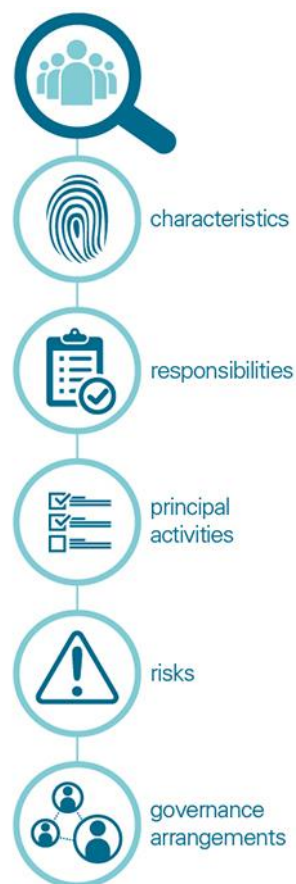 characteristics
responsibilities
principal
activities
risks
governance
arrangements